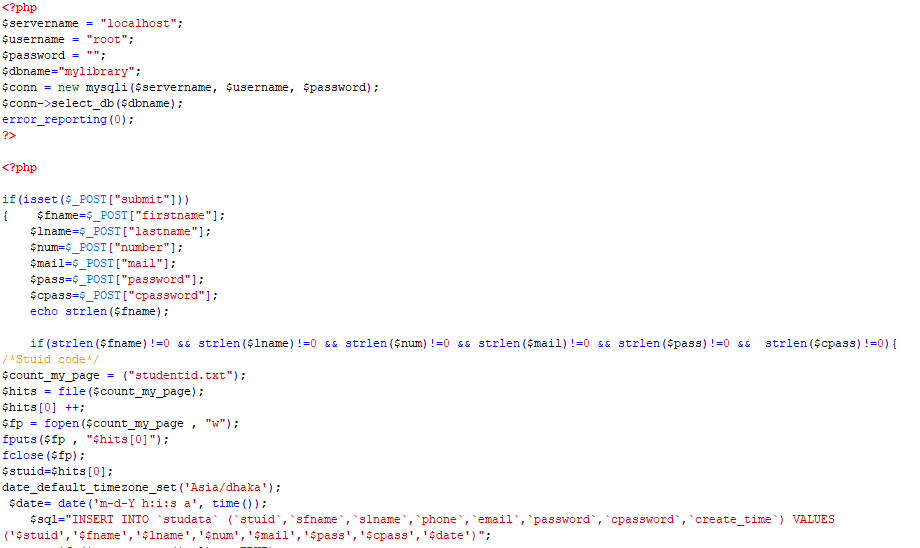 <?php
$servername = "localhost";
$username = "root";
$password = "";
$dbname="mylibrary";
$conn = new mysqli($servername, $username, $password);
$conn->select_db($dbname);
error_reporting(0);
?>
<?php
if(isset($_POST["submit"]))
{    $fname=$_POST["firstname"];
$lname=$_POST["lastname"];
$num=$_POST["number"];
$mail=$_POST["mail"];
$pass=$_POST["password"];
$cpass=$_POST["cpassword"];
echo strlen($fname);
if(strlen($fname)!=0 && strlen($lname)!=0 && strlen($num)!=0 && strlen($mail)!=0 && strlen($pass)!=0 &&  strlen($cpass)!=0){
/*Stuid code*/
$count_my_page = ("studentid.txt");
$hits = file($count_my_page);
$hits[0] ++;
$fp = fopen($count_my_page , "w");
fputs($fp , "$hits[0]");
fclose($fp);
$stuid=$hits[0];
date_default_timezone_set('Asia/dhaka');
$date= date('m-d-Y h:i:s a', time());
$sql="INSERT INTO `studata` (`stuid`,`sfname`,`slname`,`phone`,`email`,`password`,`cpassword`,`create_time`) VALUES
('$stuid','$fname','$lname','$num','$mail','$pass','$cpass','$date')";